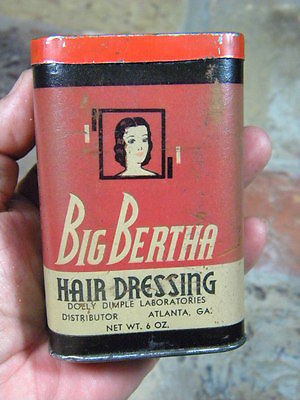 BIG BERTHA
HAIR DRESSING
DOLLY DIMPLE LABORATORIES
DISTRIBUTOR ATLANTA, GA.
NET WT. 6 OZ.